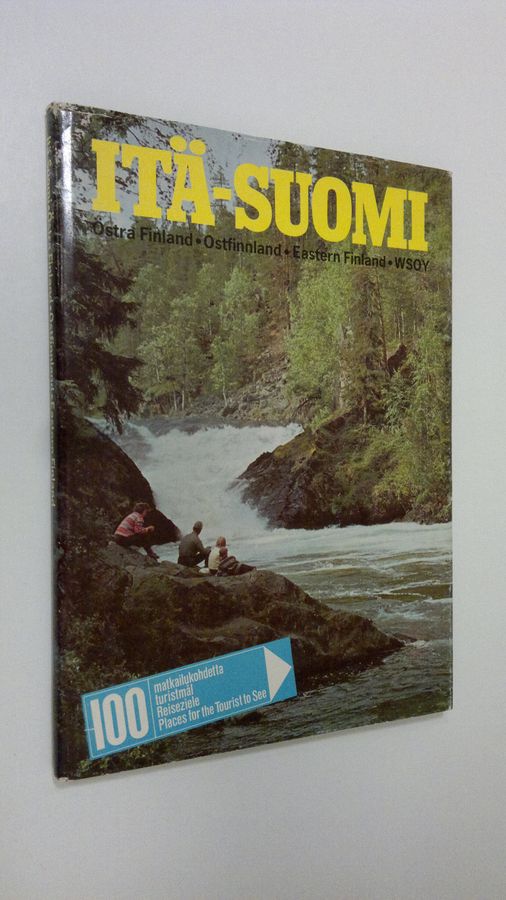 ITÄ-SUOMI
Östra Finland • Ostfinnland • Eastern Finland • WSOY
100
matkailukohdetta
turistmål
Reiseziele
Places for the Tourist to See